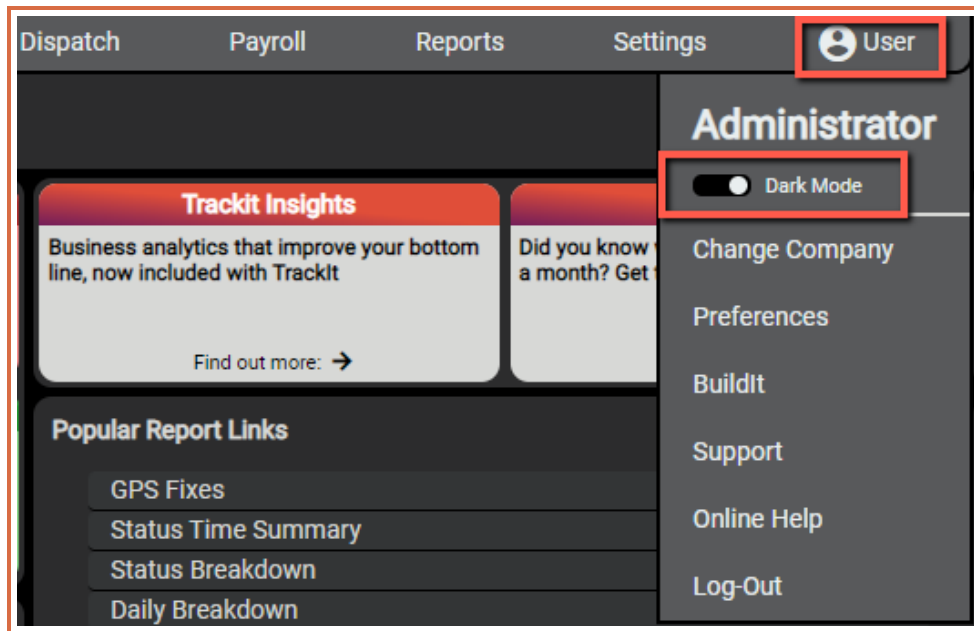 Dispatch Payroll Reports Settings User
Administrator
Dark Mode
Change Company
Preferences
BuildIt
Support
Online Help
Log-Out
Trackit Insights
Business analytics that improve your bottom
line, now included with TrackIt
Find out more: →
Did you know
a month? Get
Popular Report Links
GPS Fixes
Status Time Summary
Status Breakdown
Daily Breakdown